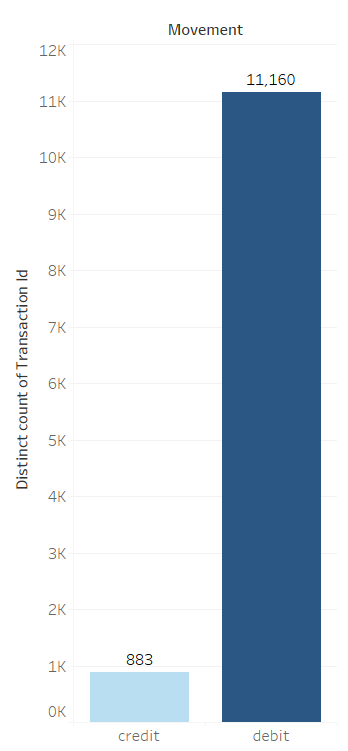 Movement
12K
11K
10K
9K
8K
7K
6K
5K
4K
3K
2K
1K
0K
Distinct count of Transaction Id
11,160
883
credit
debit